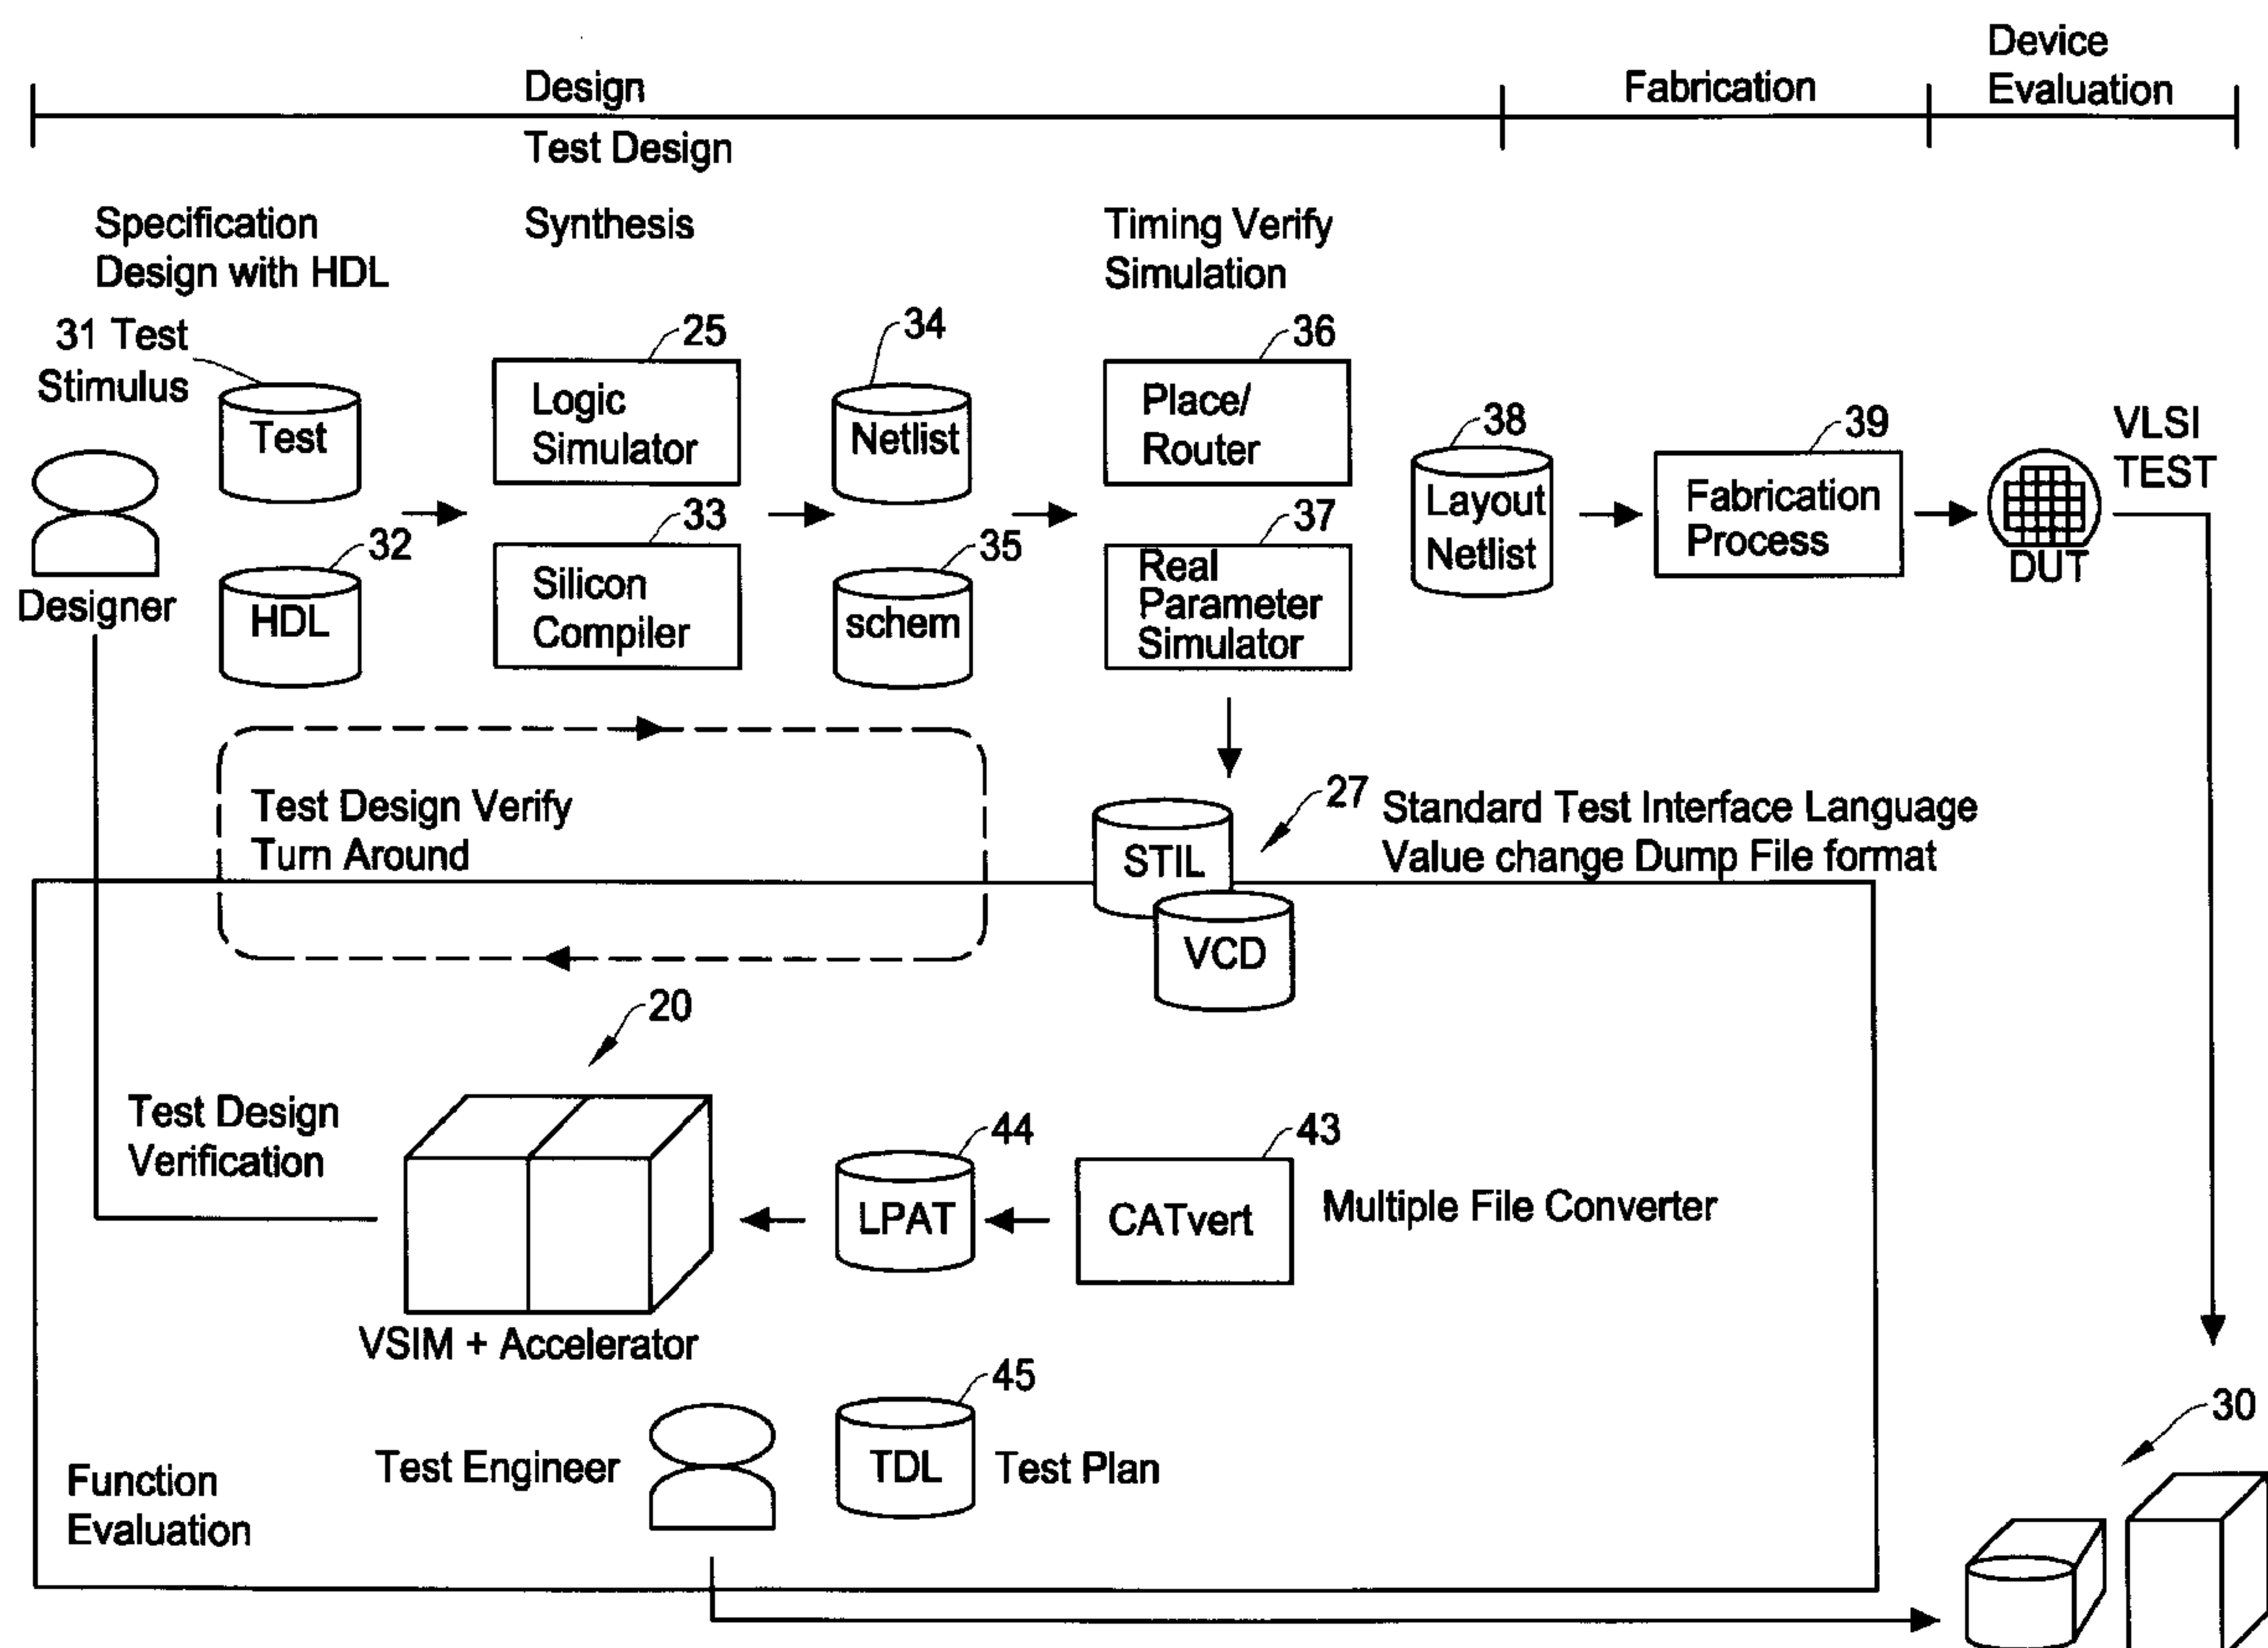 Device
Evaluation
Design
Fabrication
Test Design
Specification
Design with HDL
Synthesis
Timing Verify
Simulation
31 Test
Stimulus
25
34
36
Test
Logic
Simulator
Netlist
Place/
Router
38
39
VLSI
TEST
Layout
Netlist
Fabrication
Process
DUT
Designer
32
33
35
37
HDL
Silicon
Compiler
schem
Real
Parameter
Simulator
Test Design Verify
Turn Around
27
Standard Test Interface Language
Value change Dump File format
STIL
VCD
20
Test Design
Verification
44
43
LPAT
CATvert
Multiple File Converter
VSIM + Accelerator
45
30
Test Engineer
TDL
Test Plan
Function
Evaluation